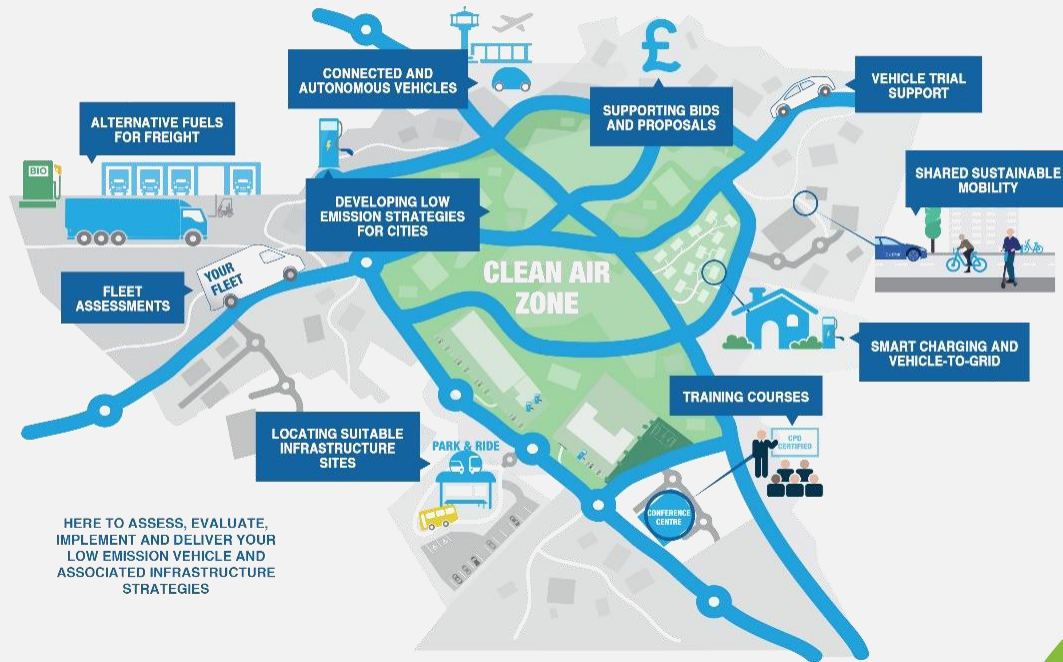 CONNECTED AND
AUTONOMOUS VEHICLES
£
SUPPORTING BIDS
AND PROPOSALS
VEHICLE TRIAL
SUPPORT
ALTERNATIVE FUELS
FOR FREIGHT
BIO
SHARED SUSTAINABLE
MOBILITY
DEVELOPING LOW
EMISSION STRATEGIES
FOR CITIES
CLEAN AIR
ZONE
YOUR
FLEET
FLEET
ASSESSMENTS
SMART CHARGING AND
VEHICLE-TO-GRID
TRAINING COURSES
CPD
CERTIFIED
LOCATING SUITABLE
INFRASTRUCTURE
SITES
PARK & RIDE
CONFERENCE
CENTRE
HERE TO ASSESS, EVALUATE,
IMPLEMENT AND DELIVER YOUR
LOW EMISSION VEHICLE AND
ASSOCIATED INFRASTRUCTURE
STRATEGIES